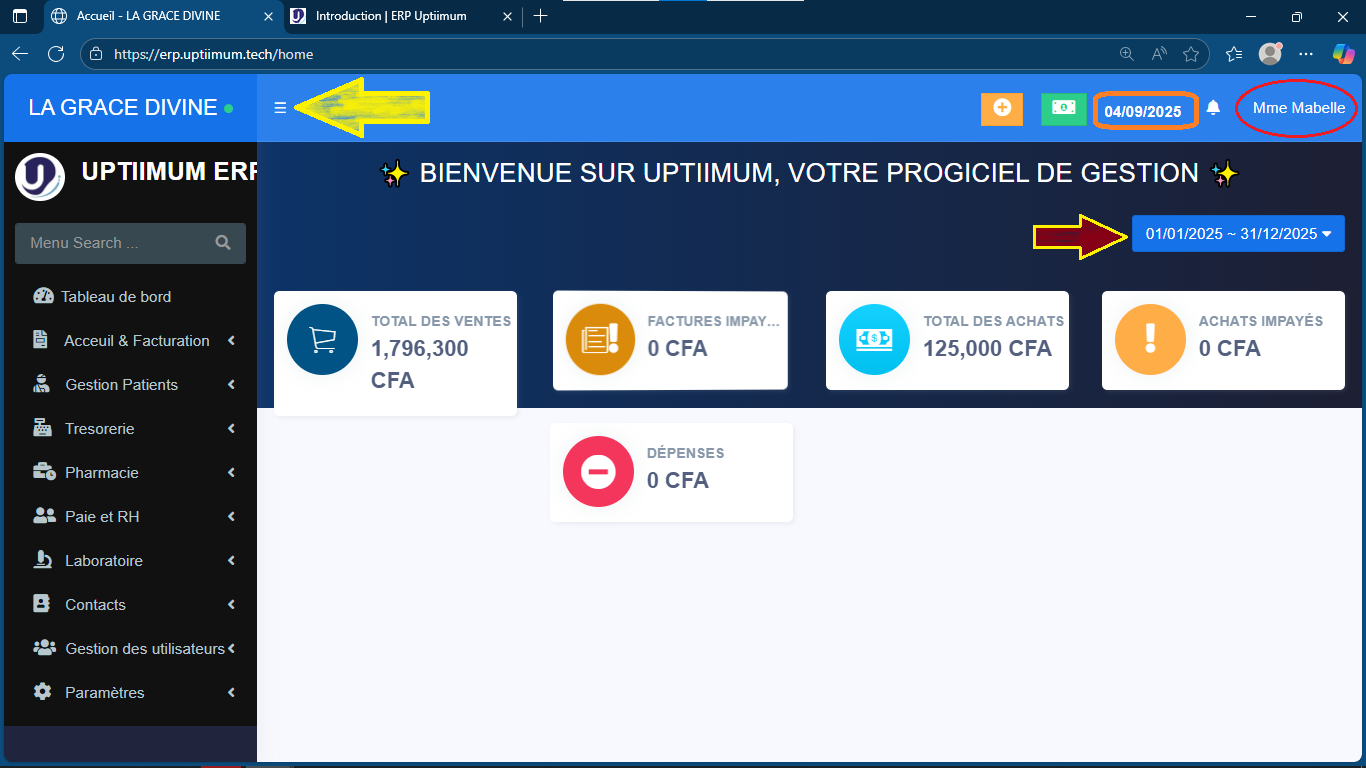 Accueil - LA GRACE DIVINE
Introduction | ERP Uptiimum
https://erp.uptiimum.tech/home
LA GRACE DIVINE
04/09/2025
Mme Mabelle
UPTIIMUM ERP
✨ BIENVENUE SUR UPTIIMUM, VOTRE PROGICIEL DE GESTION ✨
Menu Search ...
01/01/2025 ~ 31/12/2025
Tableau de bord
Acceuil & Facturation
Gestion Patients
Tresorerie
Pharmacie
Paie et RH
Laboratoire
Contacts
Gestion des utilisateurs
Paramètres
TOTAL DES VENTES
1,796,300
CFA
FACTURES IMPAY...
0 CFA
TOTAL DES ACHATS
125,000 CFA
ACHATS IMPAYÉS
0 CFA
DÉPENSES
0 CFA